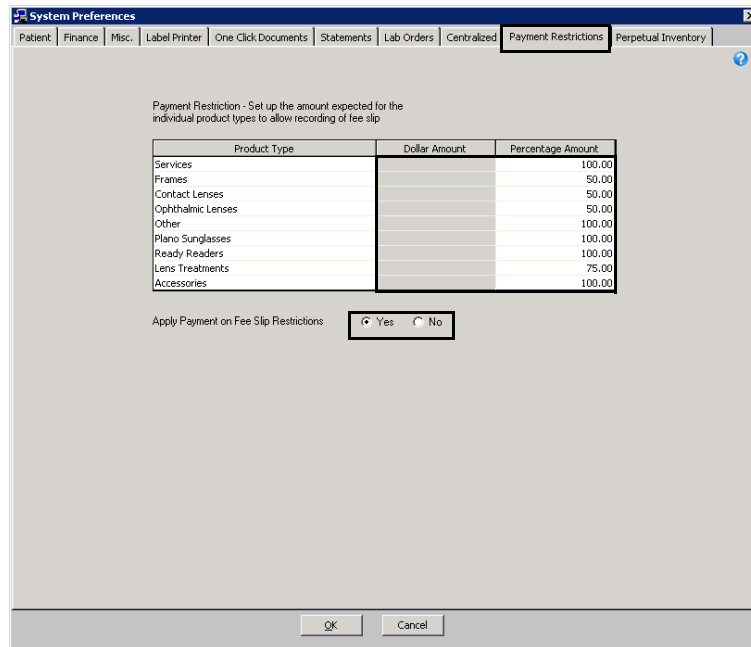 System Preferences
Patient Finance Misc. Label Printer One Click Documents Statements Lab Orders Centralized Payment Restrictions Perpetual Inventory
Payment Restriction - Set up the amount expected for the
individual product types to allow recording of fee slip
Product Type Dollar Amount Percentage Amount
Services 100.00
Frames 50.00
Contact Lenses 50.00
Ophthalmic Lenses 50.00
Other 100.00
Plano Sunglasses 100.00
Ready Readers 100.00
Lens Treatments 75.00
Accessories 100.00
Apply Payment on Fee Slip Restrictions Yes No
OK Cancel